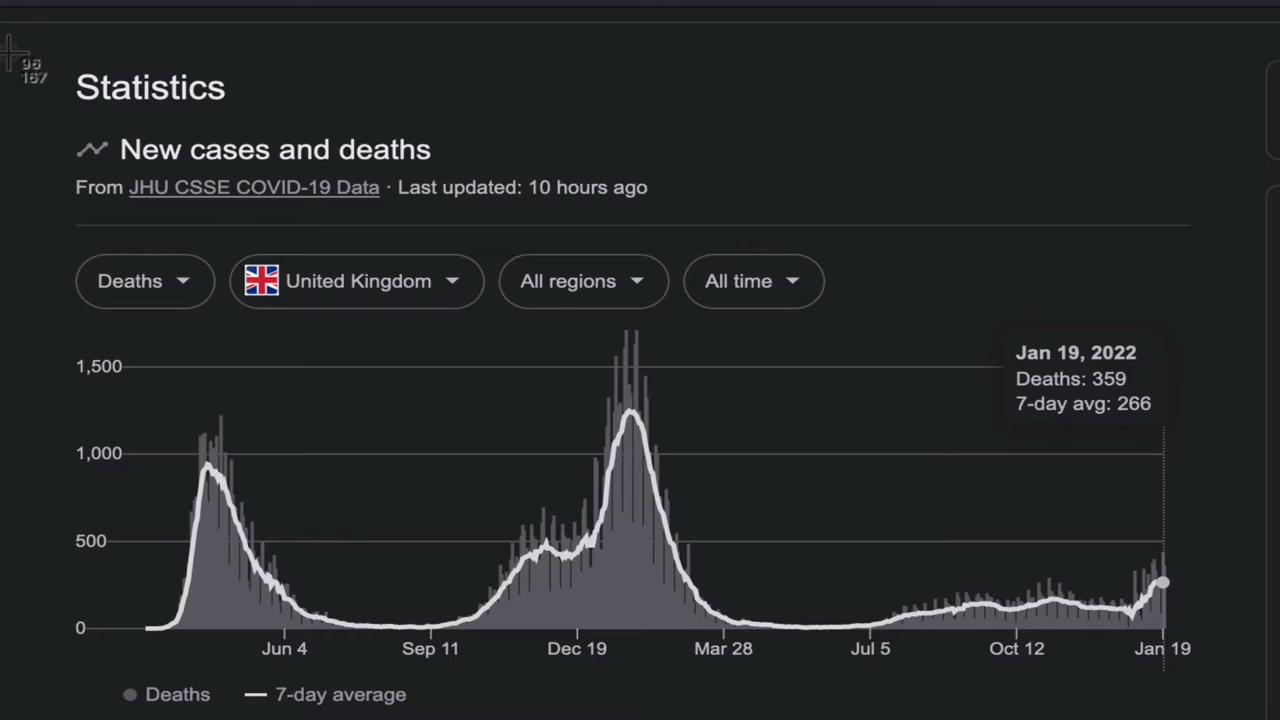 96
167
Statistics
New cases and deaths
From JHU CSSE COVID-19 Data · Last updated: 10 hours ago
Deaths United Kingdom All regions All time
Jan 19, 2022
Deaths: 359
7-day avg: 266
1,500
1,000
500
0
Jun 4 Sep 11 Dec 19 Mar 28 Jul 5 Oct 12 Jan 19
Deaths 7-day average